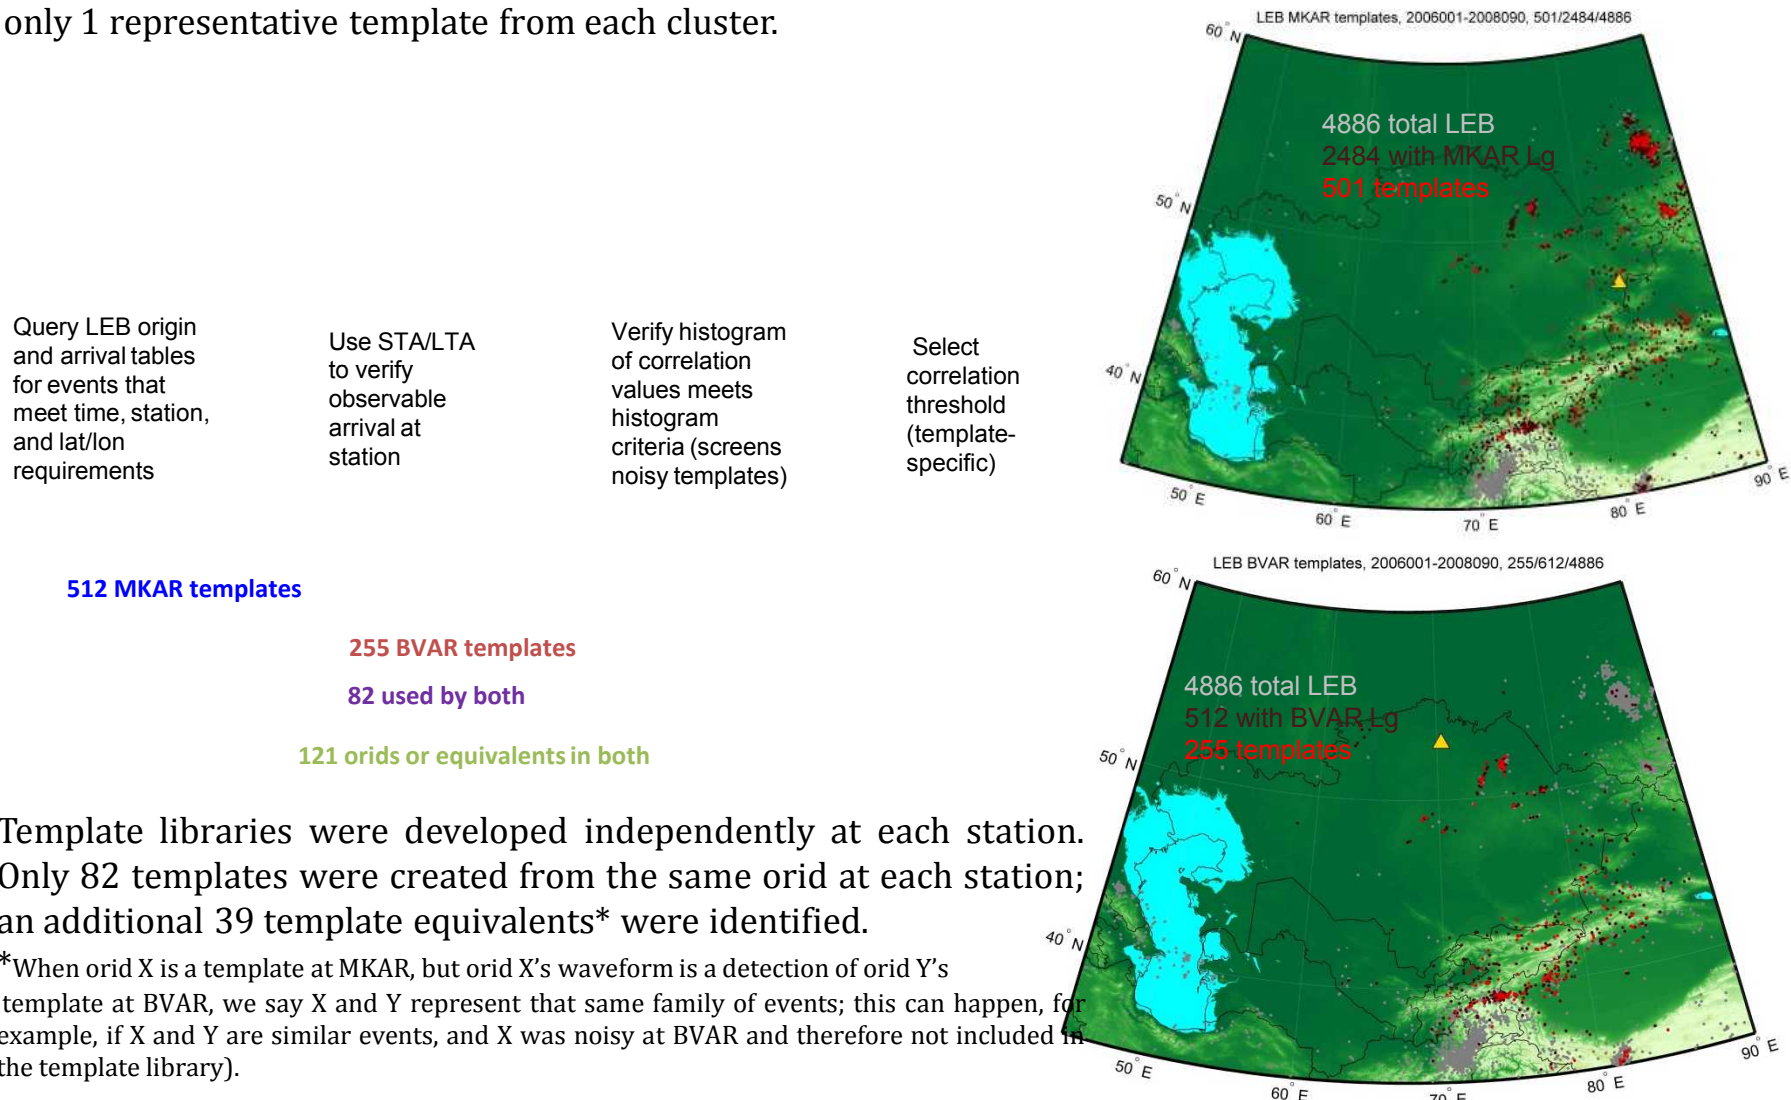 only 1 representative template from each cluster.
Query LEB origin
and arrival tables
for events that
meet time, station,
and lat/lon
requirements
Use STA/LTA
to verify
observable
arrival at
station
Verify histogram
of correlation
values meets
histogram
criteria (screens
noisy templates)
Select
correlation
threshold
(template-
specific)
512 MKAR templates
255 BVAR templates
82 used by both
121 orids or equivalents in both
Template libraries were developed independently at each station.
Only 82 templates were created from the same orid at each station;
an additional 39 template equivalents* were identified.
*When orid X is a template at MKAR, but orid X's waveform is a detection of orid Y's
template at BVAR, we say X and Y represent that same family of events; this can happen, for
example, if X and Y are similar events, and X was noisy at BVAR and therefore not included in
the template library).
LEB MKAR templates, 2006001-2008090, 501/2484/4886
60° N
4886 total LEB
2484 with MKAR Lg
501 templates
50° N
40° N
50° E
60° E
70° E
80° E
90° E
LEB BVAR templates, 2006001-2008090, 255/612/4886
60° N
4886 total LEB
512 with BVAR Lg
255 templates
50° N
40° N
50° E
60° E
70° E
80° E
90° E